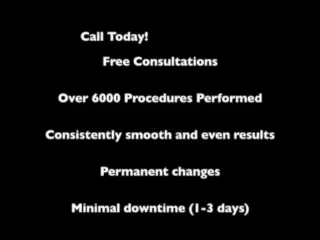 Call Today!
Free Consultations
Over 6000 Procedures Performed
Consistently smooth and even results
Permanent changes
Minimal downtime (1-3 days)